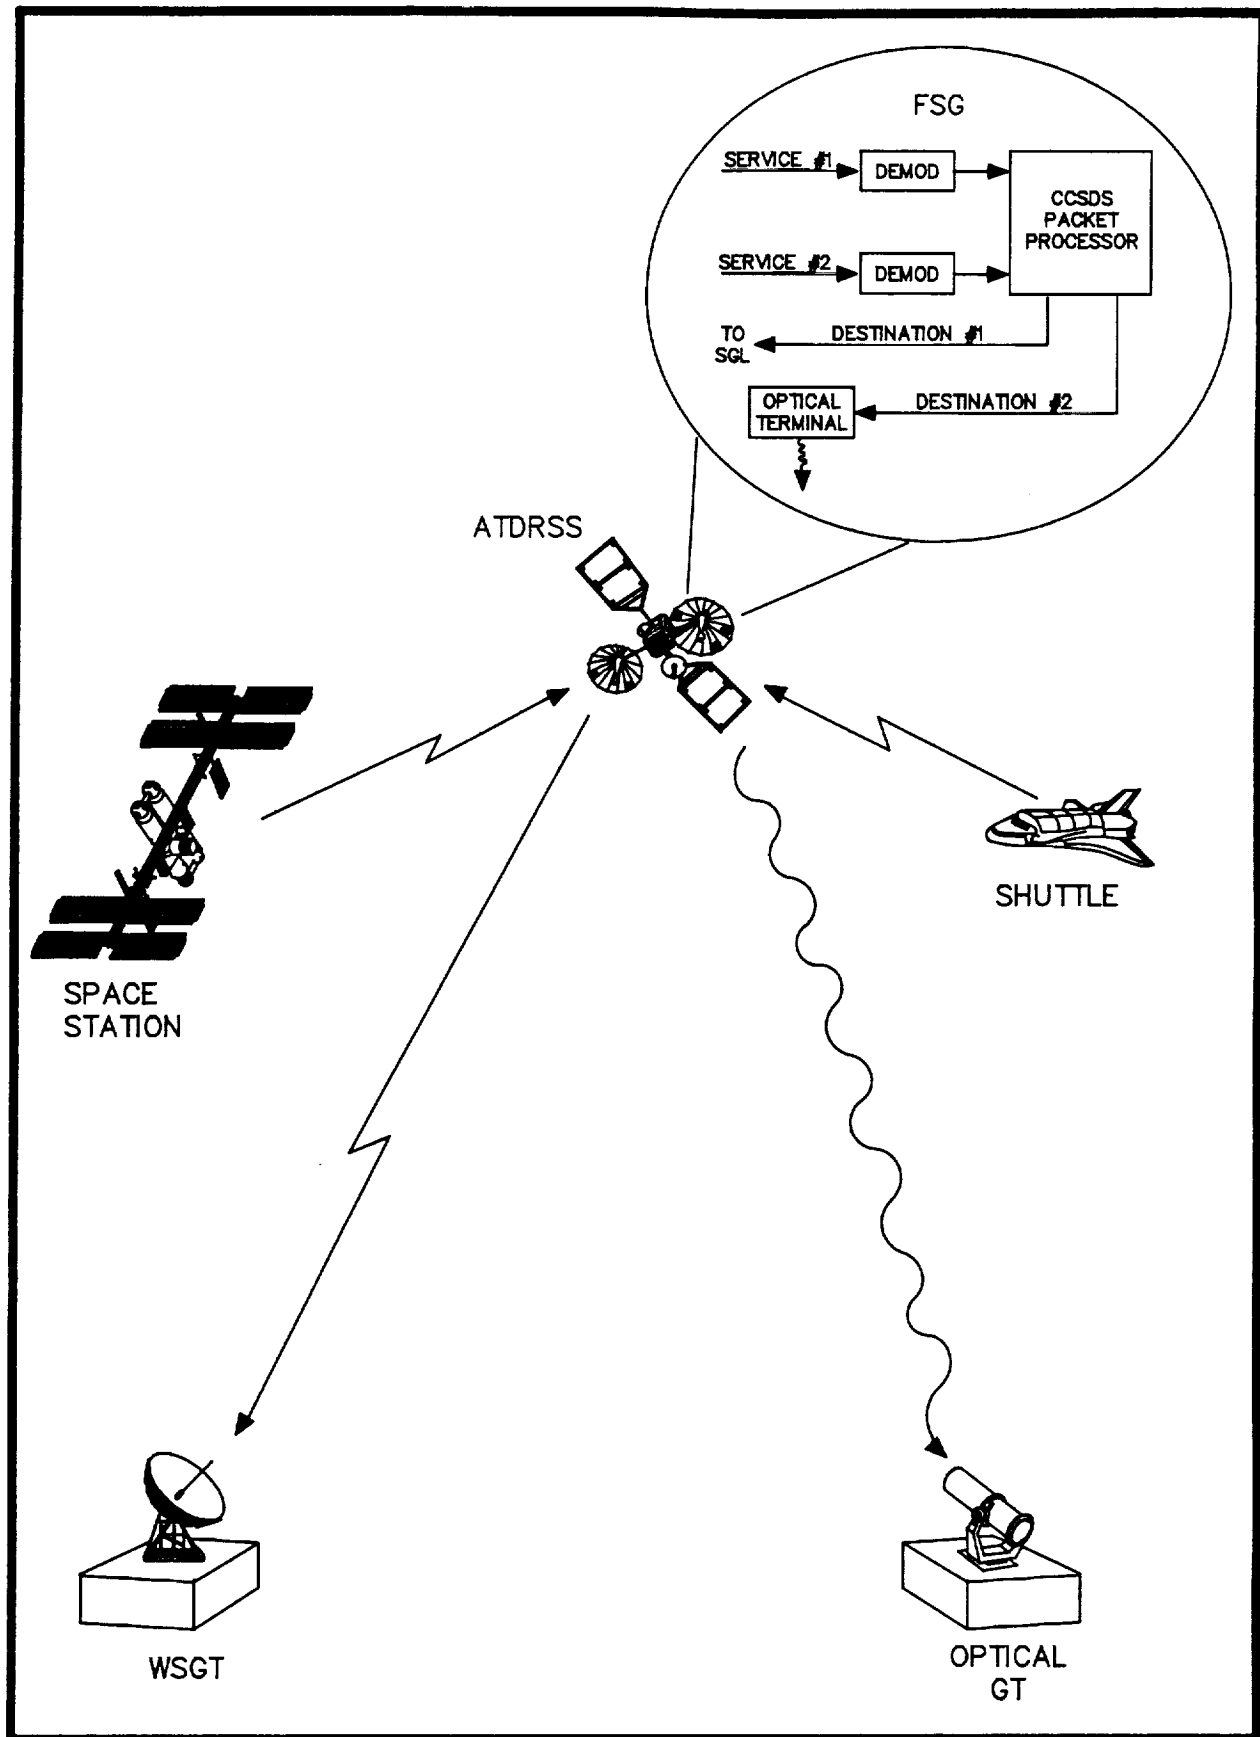 FSG
SERVICE #1
DEMOD
CCSDS
PACKET
PROCESSOR
SERVICE #2
DEMOD
TO
SGL
DESTINATION #1
OPTICAL
TERMINAL
DESTINATION #2
ATDRSS
SHUTTLE
SPACE
STATION
WSGT
OPTICAL
GT